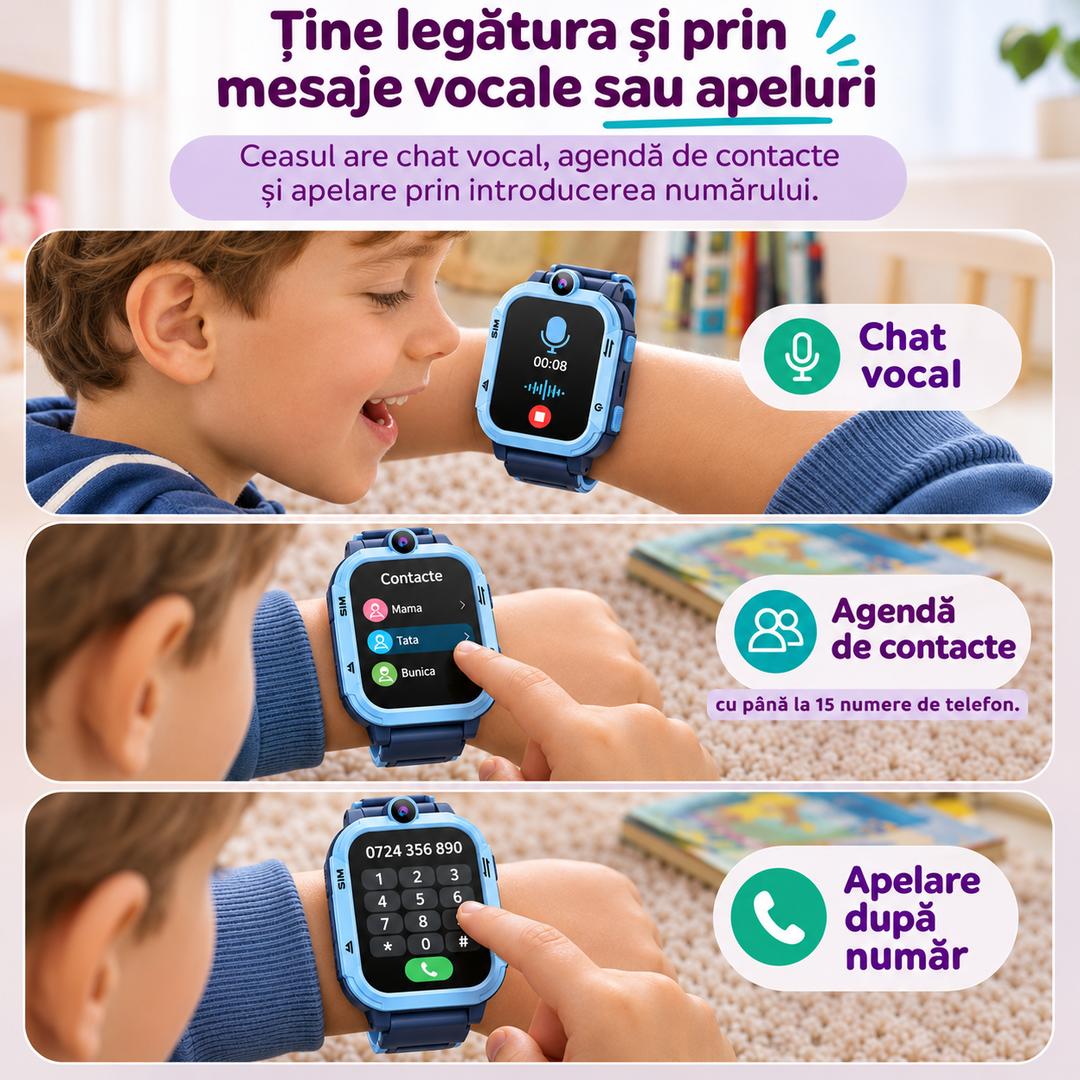 Ține legătura și prin
mesaje vocale sau apeluri
Ceasul are chat vocal, agendă de contacte
și apelare prin introducerea numărului.
SIM
00:08
Chat
vocal
SIM
Contacte
Mama
Tata
Bunica
Agendă
de contacte
cu până la 15 numere de telefon.
SIM
0724 356 890
1 2 3
4 5 6
7 8
* 0 #
Apelare
după
număr